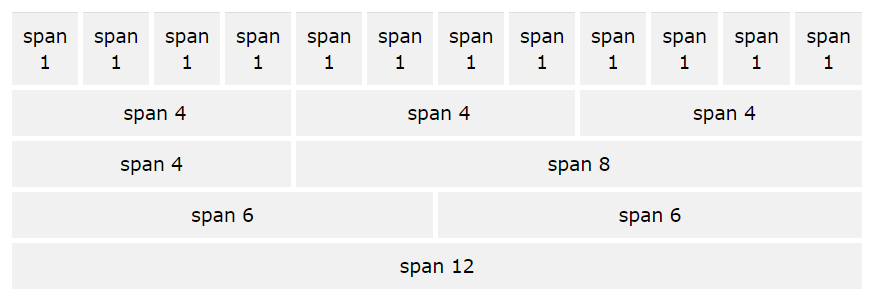 span span span span span span span span span span span span
1 1 1 1 1 1 1 1 1 1 1 1
span 4 span 4 span 4
span 4 span 8
span 6 span 6
span 12